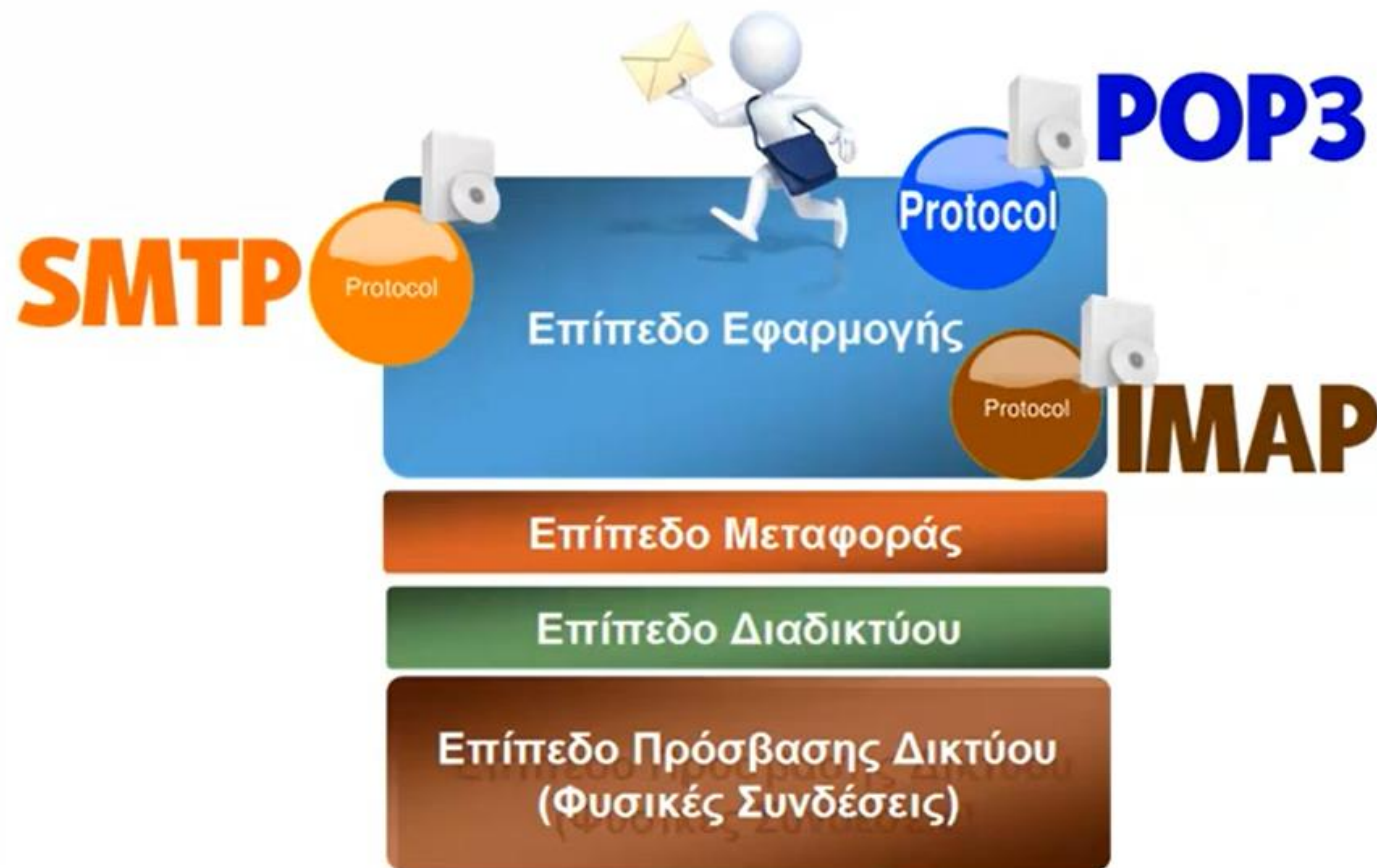 POP3
Protocol
SMTP
Protocol
Επίπεδο Εφαρμογής
Protocol
IMAP
Επίπεδο Μεταφοράς
Επίπεδο Διαδικτύου
Επίπεδο Πρόσβασης Δικτύου
(Φυσικές Συνδέσεις)